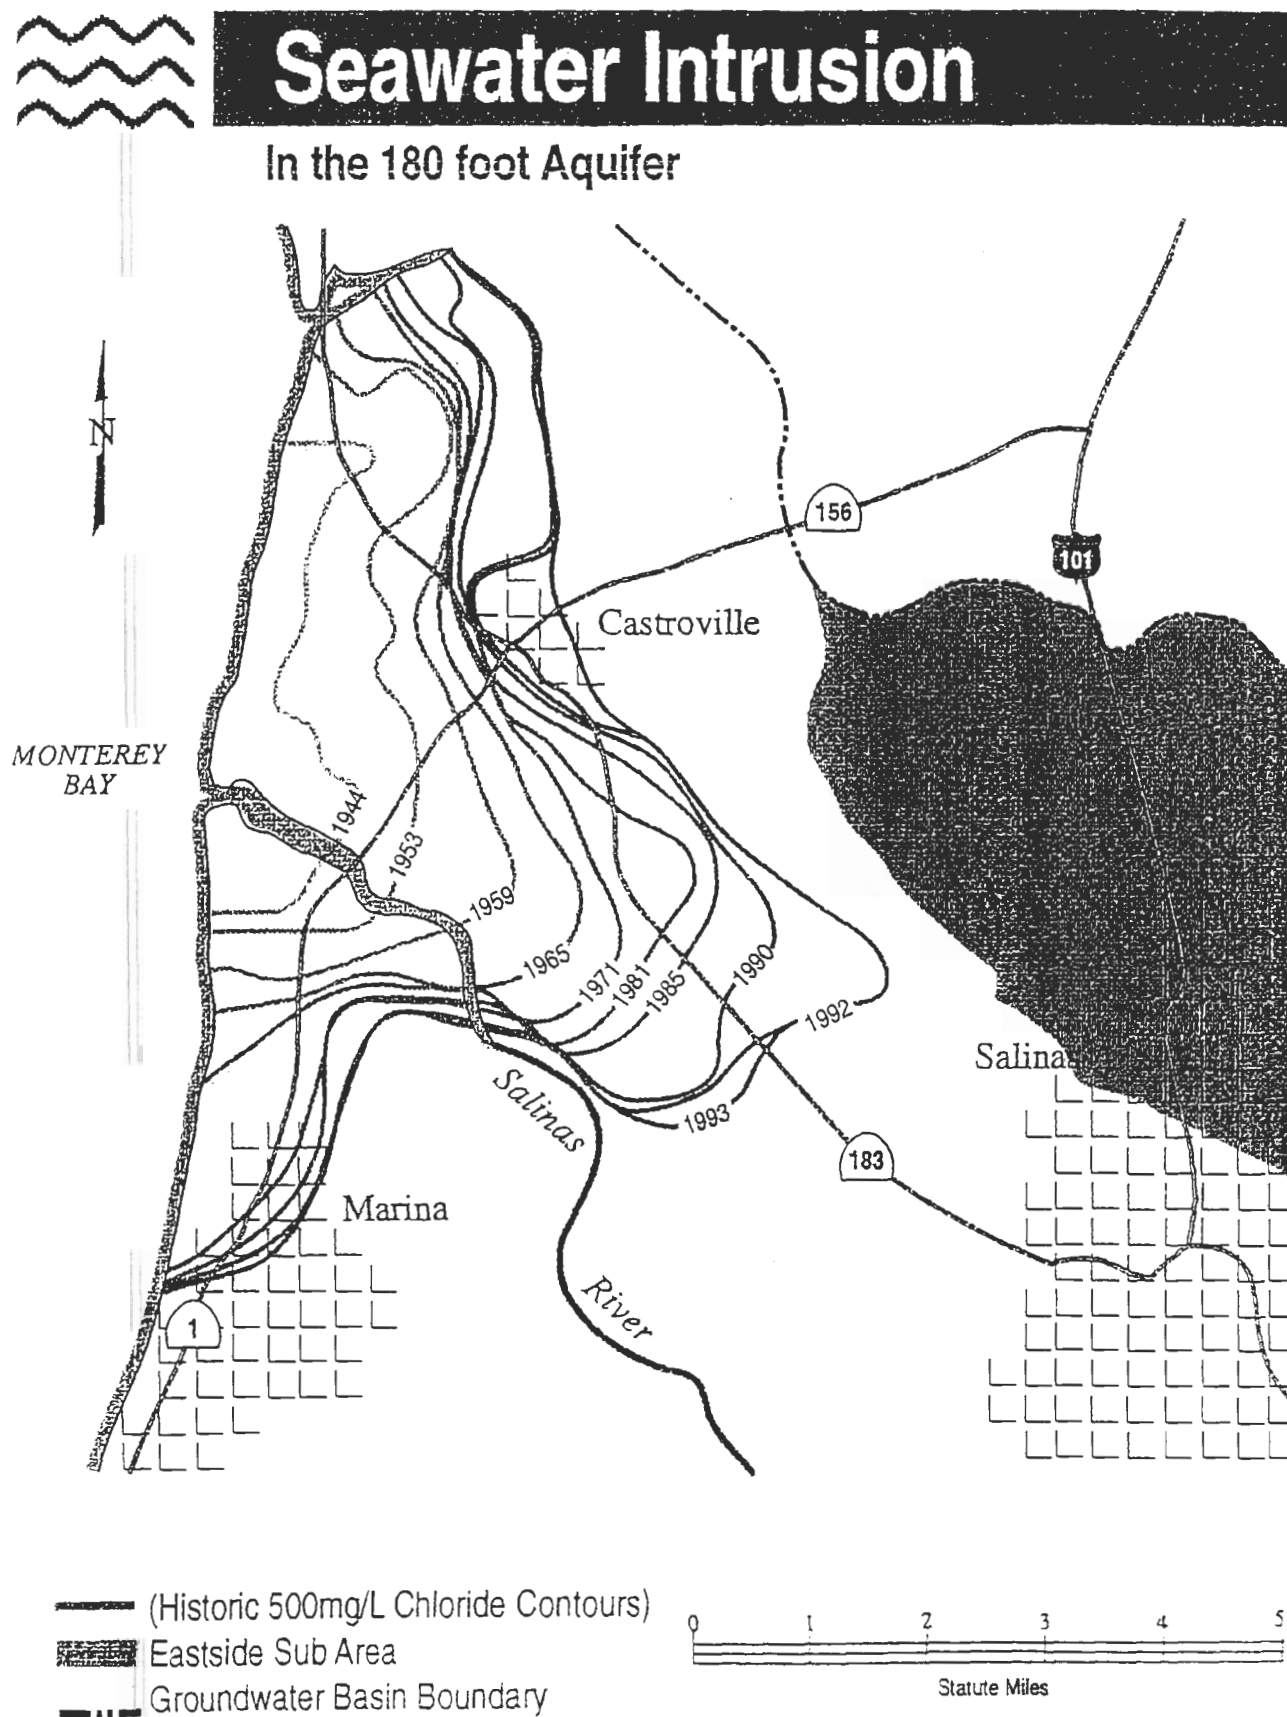 Seawater Intrusion
In the 180 foot Aquifer
N
156
101
Castroville
MONTEREY
BAY
1944
1953
1959
1965
1971
1981
1985
1990
1992
1993
Salinas
Salinas
River
183
Marina
1
(Historic 500mg/L Chloride Contours)
Eastside Sub Area
Groundwater Basin Boundary
0 1 2 3 4 5
Statute Miles